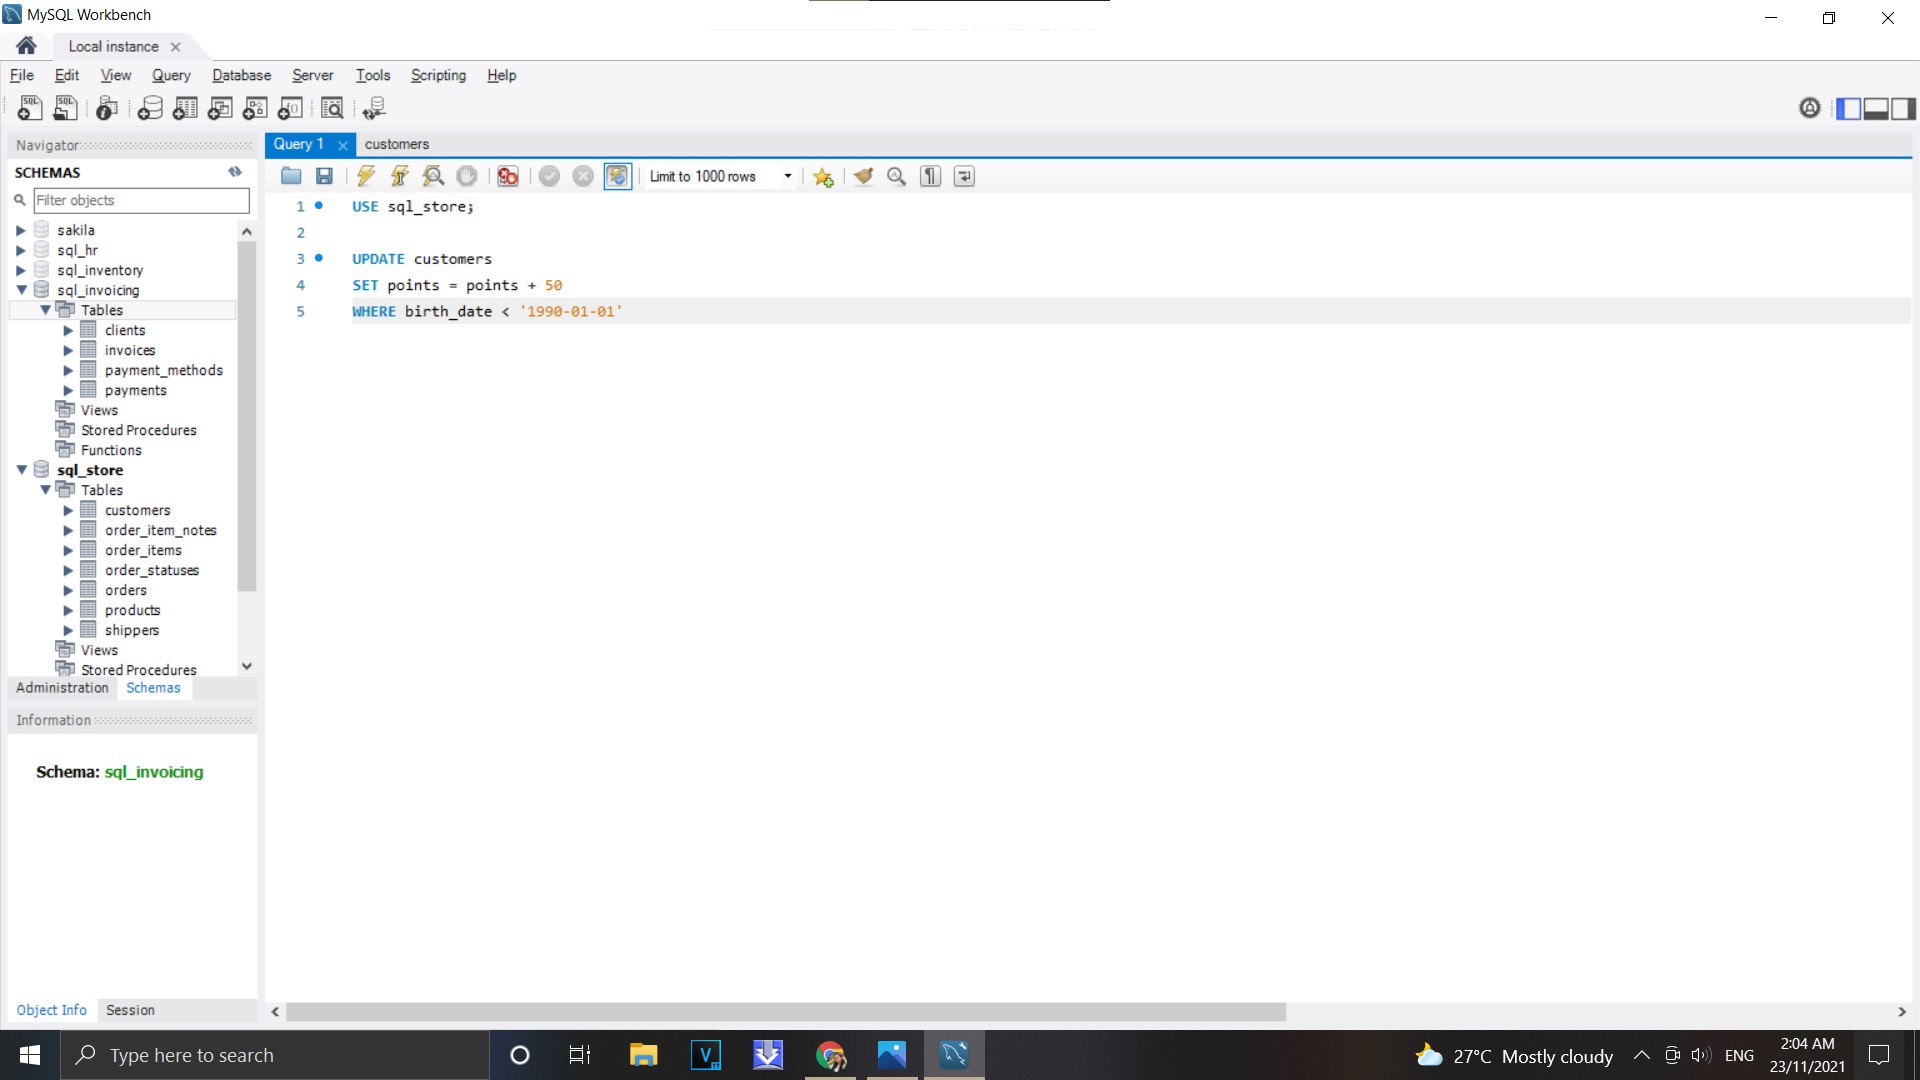 MySQL Workbench
Local instance
File Edit View Query Database Server Tools Scripting Help
Navigator
SCHEMAS
Filter objects
sakila
sql_hr
sql_inventory
sql_invoicing
Tables
clients
invoices
payment_methods
payments
Views
Stored Procedures
Functions
sql_store
Tables
customers
order_item_notes
order_items
order_statuses
orders
products
shippers
Views
Stored Procedures
Administration Schemas
Information
Schema: sql_invoicing
Object Info Session
Query 1 customers
Limit to 1000 rows
1 USE sql_store;
2
3 UPDATE customers
4 SET points = points + 50
5 WHERE birth_date < '1990-01-01'
Type here to search
27°C Mostly cloudy
ENG
2:04 AM
23/11/2021